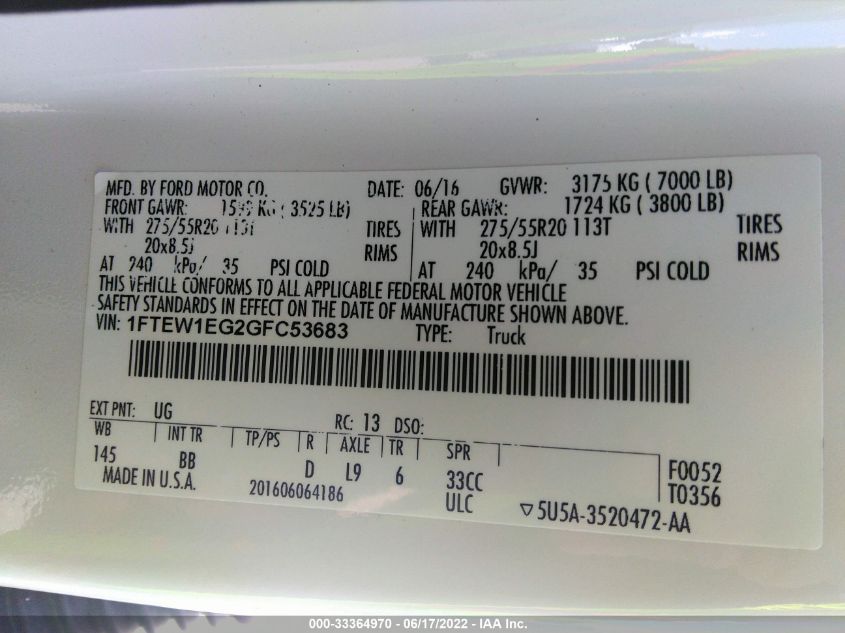 MFD. BY FORD MOTOR CO.
DATE: 06/16 GVWR: 3175 KG ( 7000 LB)
FRONT GAWR: 1599 KG ( 3525 LB)
REAR GAWR: 1724 KG ( 3800 LB)
WITH 275/55R20 113T TIRES
WITH 275/55R20 113T TIRES
20x8.5J RIMS
20x8.5J RIMS
AT 240 kPa/ 35 PSI COLD
AT 240 kPa/ 35 PSI COLD
THIS VEHICLE CONFORMS TO ALL APPLICABLE FEDERAL MOTOR VEHICLE
SAFETY STANDARDS IN EFFECT ON THE DATE OF MANUFACTURE SHOWN ABOVE.
VIN: 1FTEW1EG2GFC53683 TYPE: Truck
EXT PNT: UG RC: 13 DSO:
WB INT TR TP/PS R AXLE TR SPR
145 BB D L9 6 33CC F0052
MADE IN U.S.A. 201606064186 ULC T0356
▽5U5A-3520472-AA
000-33364970 - 06/17/2022 - IAA Inc.